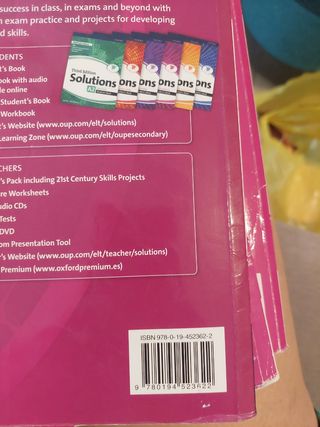 success in class, in exams and beyond with
n exam practice and projects for developing
d skills.
DENTS
's Book
ook with audio
de online
Student's Book
Workbook
t's Website (www.oup.com/elt/solutions)
Learning Zone (www.oup.com/elt/oupesecondary)
Third Edition
Solutions
A2
ons
ons
ons
ons
ons
CHERS
's Pack including 21st Century Skills Projects
re Worksheets
udio CDs
Tests
DVD
om Presentation Tool
r's Website (www.oup.com/elt/teacher/solutions)
Premium (www.oxfordpremium.es)
ISBN 978-0-19-452362-2
9 780194 523622